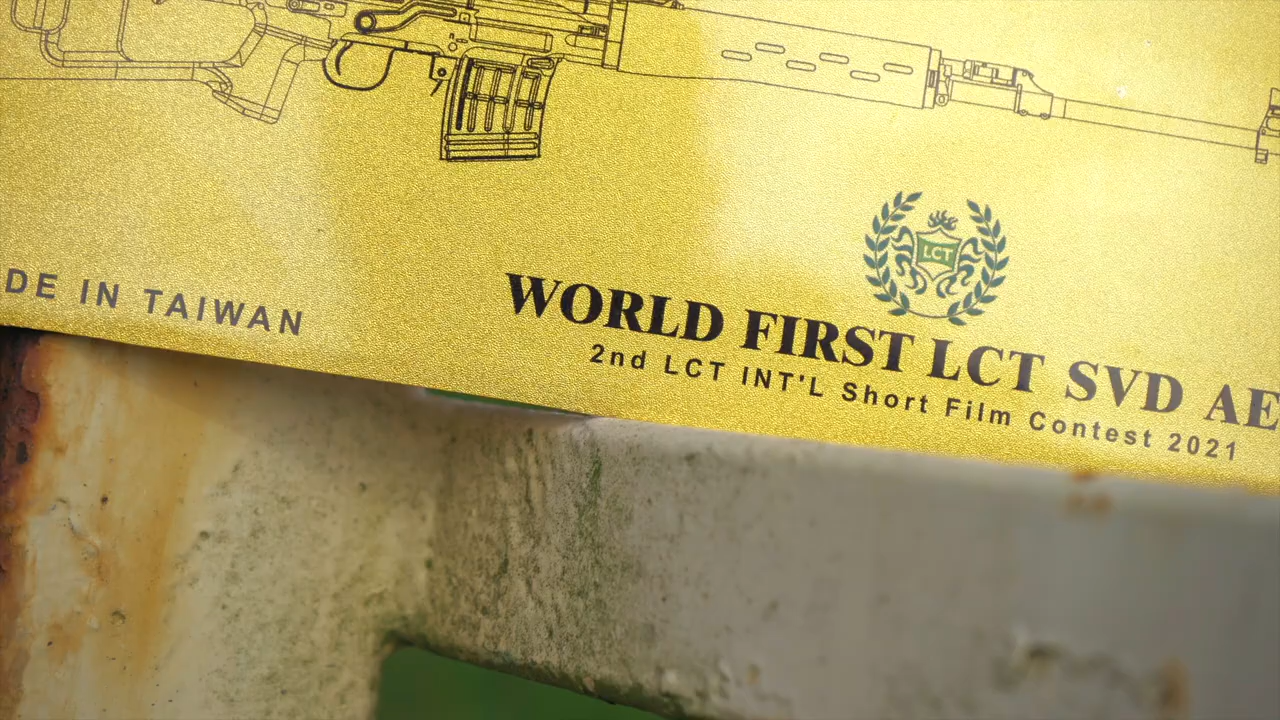 LCT
DE IN TAIWAN
WORLD FIRST LCT SVD AE
2nd LCT INT'L Short Film Contest 2021